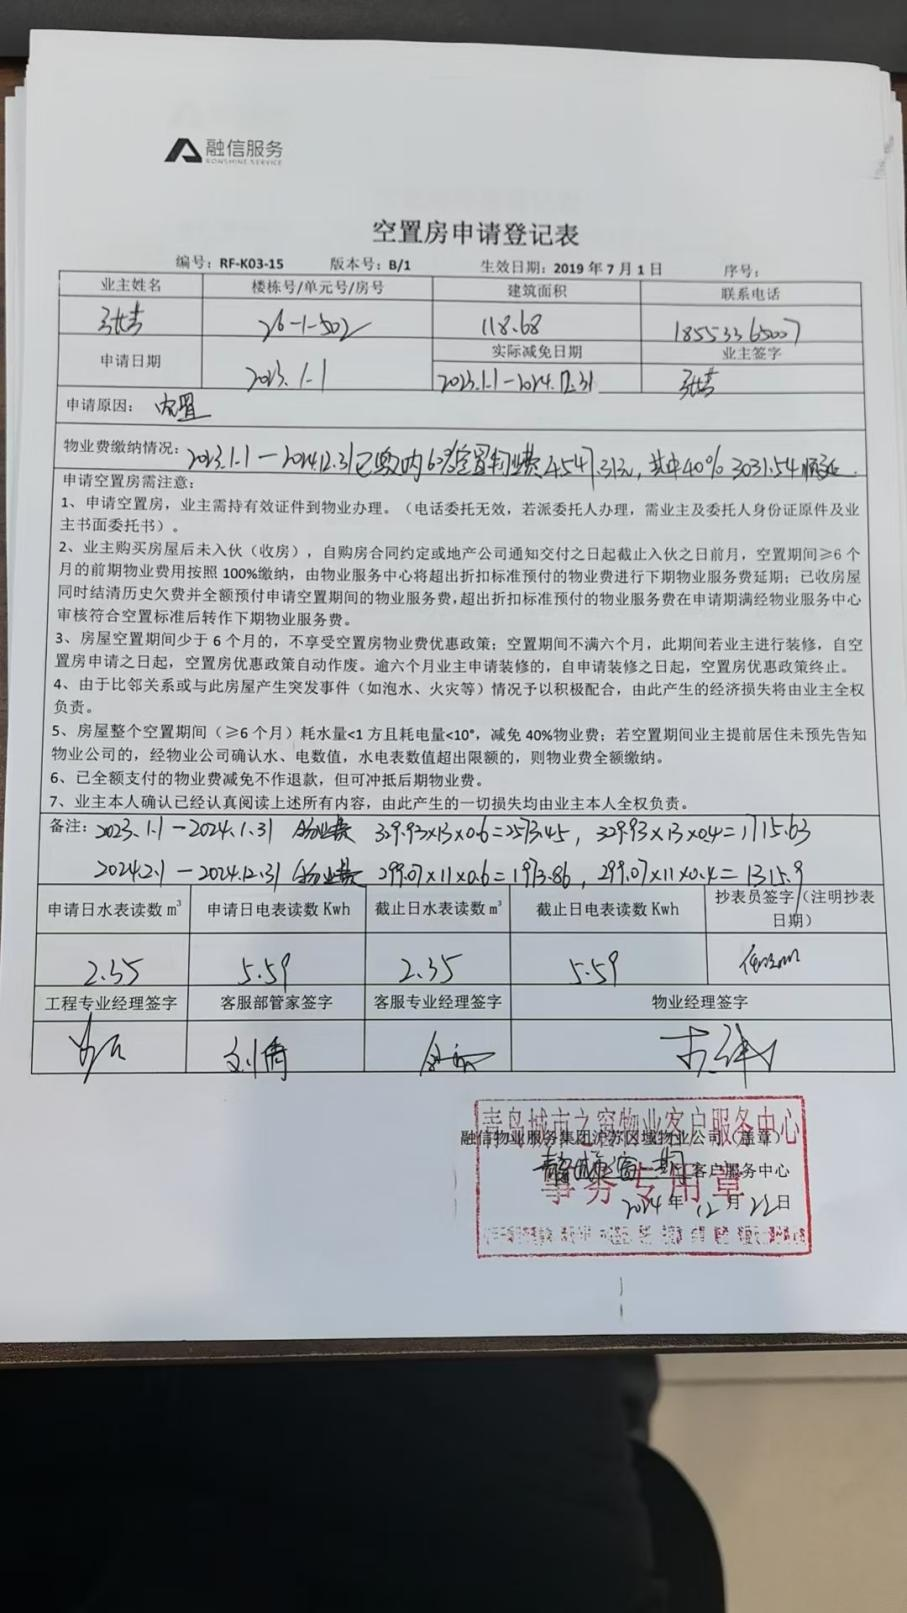 融信服务
RONSHINE SERVICE
空置房申请登记表
编号：RF-K03-15 版本号：B/1 生效日期：2019 年 7 月 1 日 序号：
业主姓名 楼栋号/单元号/房号 建筑面积 联系电话
26-1-502 118.68 18553365007
申请日期 实际减免日期 业主签字
2023.1.1 2023.1.1-2024.12.31
申请原因：空置
物业费缴纳情况：2023.1.1-2024.12.31已缴纳6折空置物业费4547.31元，其中40% 3031.54顺延
申请空置房需注意：
1、申请空置房，业主需持有效证件到物业办理。（电话委托无效，若派委托人办理，需业主及委托人身份证原件及业
主书面委托书）。
2、业主购买房屋后未入伙（收房），自购房合同约定或地产公司通知交付之日起截止入伙之日前月，空置期间≥6 个
月的前期物业费用按照 100%缴纳，由物业服务中心将超出折扣标准预付的物业费进行下期物业服务费延期；已收房屋
同时结清历史欠费并全额预付申请空置期间的物业服务费，超出折扣标准预付的物业服务费在申请期满经物业服务中心
审核符合空置标准后转作下期物业服务费。
3、房屋空置期间少于 6 个月的，不享受空置房物业费优惠政策；空置期间不满六个月，此期间若业主进行装修，自空
置房申请之日起，空置房优惠政策自动作废。逾六个月业主申请装修的，自申请装修之日起，空置房优惠政策终止。
4、由于比邻关系或与此房屋产生突发事件（如泡水、火灾等）情况予以积极配合，由此产生的经济损失将由业主全权
负责。
5、房屋整个空置期间（≥6 个月）耗水量<1 方且耗电量<10°，减免 40%物业费；若空置期间业主提前居住未预先告知
物业公司的，经物业公司确认水、电数值，水电表数值超出限额的，则物业费全额缴纳。
6、已全额支付的物业费减免不作退款，但可冲抵后期物业费。
7、业主本人确认已经认真阅读上述所有内容，由此产生的一切损失均由业主本人全权负责。
备注：2023.1.1-2024.1.31 物业费 329.93×13×0.6=2573.45，329.93×13×0.4=1715.63
2024.2.1-2024.12.31 物业费 299.07×11×0.6=1973.86，299.07×11×0.4=1315.9
申请日水表读数 m³ 申请日电表读数 Kwh 截止日水表读数 m³ 截止日电表读数 Kwh 抄表员签字（注明抄表
日期）
2.35 5.59 2.35 5.59
工程专业经理签字 客服部管家签字 客服专业经理签字 物业经理签字
刘倩
青岛城市之窗物业客户服务中心
融信物业服务集团沪苏区域物业公司（盖章）
客户服务中心
事务专用章
2024 年 12 月 22 日